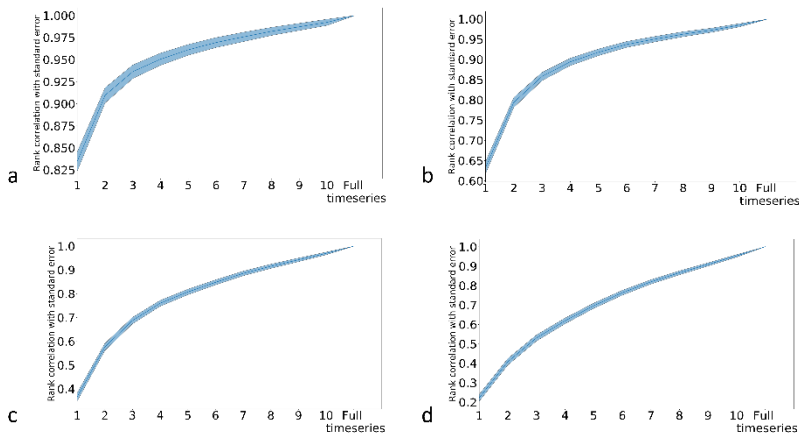 Rank correlation with standard error
1.000
0.975
0.950
0.925
0.900
0.875
0.850
0.825
1 2 3 4 5 6 7 8 9 10 Full
timeseries
a
Rank correlation with standard error
1.00
0.95
0.90
0.85
0.80
0.75
0.70
0.65
0.60
1 2 3 4 5 6 7 8 9 10 Full
timeseries
b
Rank correlation with standard error
1.0
0.9
0.8
0.7
0.6
0.5
0.4
1 2 3 4 5 6 7 8 9 10 Full
timeseries
c
Rank correlation with standard error
1.0
0.9
0.8
0.7
0.6
0.5
0.4
0.3
0.2
1 2 3 4 5 6 7 8 9 10 Full
timeseries
d